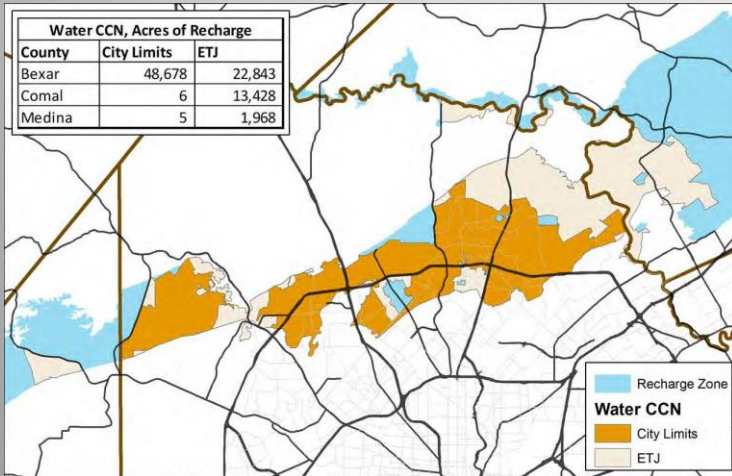 Water CCN, Acres of Recharge
County City Limits ETJ
Bexar 48,678 22,843
Comal 6 13,428
Medina 5 1,968
Recharge Zone
Water CCN
City Limits
ETJ